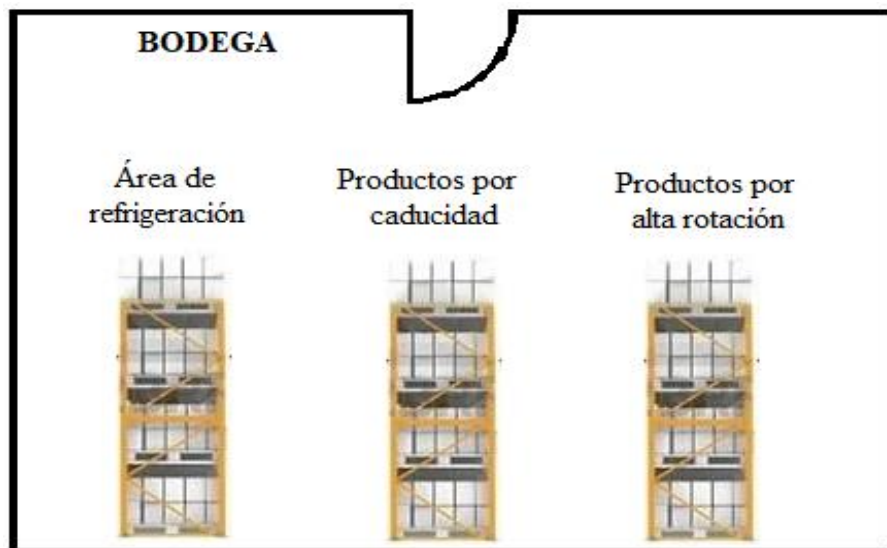 BODEGA
Área de
refrigeración
Productos por
caducidad
Productos por
alta rotación